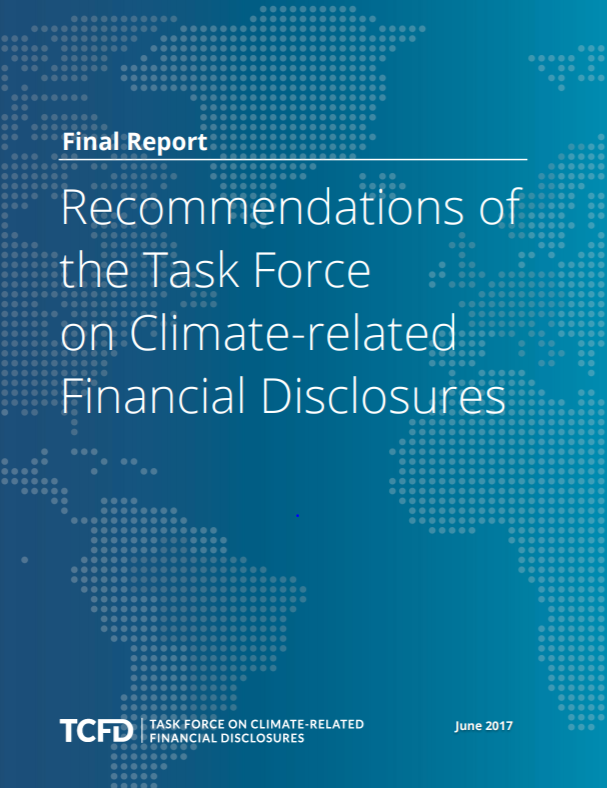 Final Report
Recommendations of
the Task Force
on Climate-related
Financial Disclosures
TCFD
TASK FORCE ON CLIMATE-RELATED
FINANCIAL DISCLOSURES
June 2017